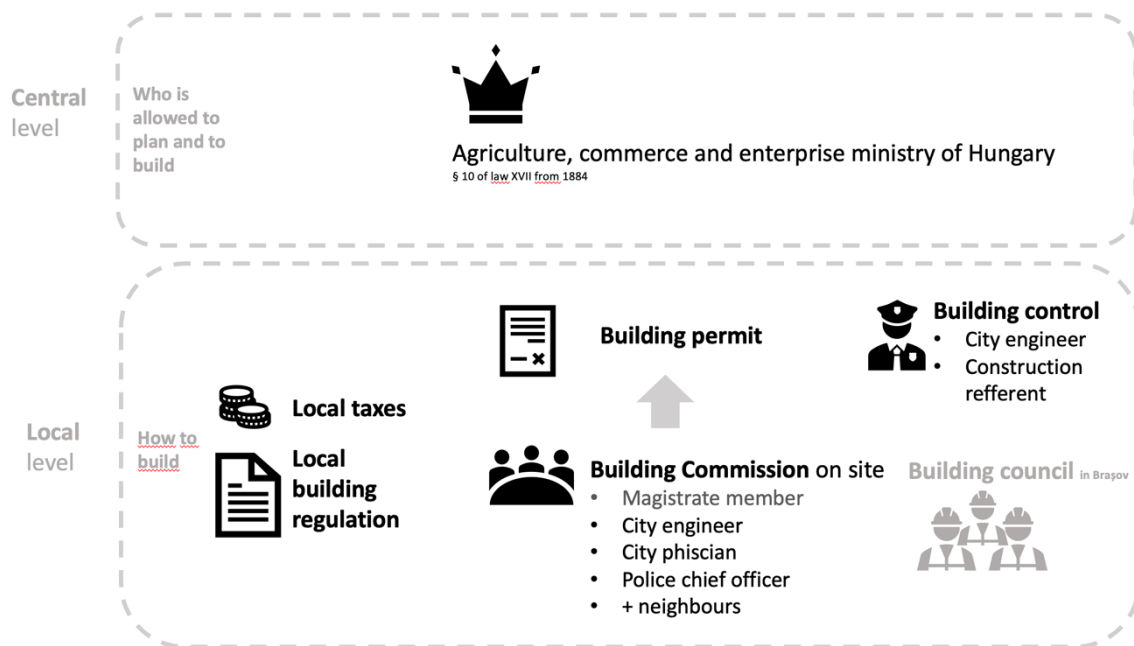 Central
level
Who is
allowed to
plan and to
build
Agriculture, commerce and enterprise ministry of Hungary
§ 10 of law XVII from 1884
Local
level
How to
build
Local taxes
Local
building
regulation
Building permit
Building Commission on site
• Magistrate member
• City engineer
• City phiscian
• Police chief officer
• + neighbours
Building control
• City engineer
• Construction
refferent
Building council in Brașov